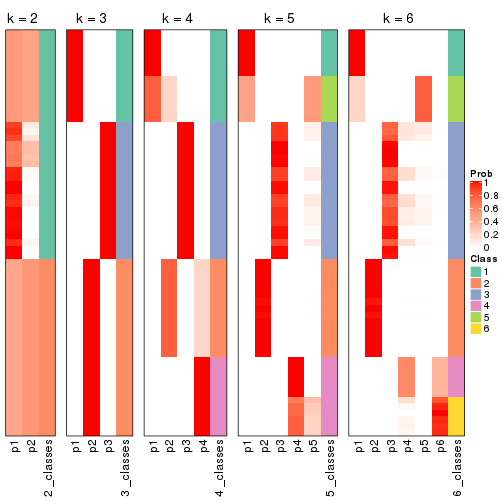 k = 2
k = 3
k = 4
k = 5
k = 6
Prob
1
0.8
0.6
0.4
0.2
0
Class
1
2
3
4
5
6
p1
p2
2_classes
p1
p2
p3
3_classes
p1
p2
p3
p4
4_classes
p1
p2
p3
p4
p5
5_classes
p1
p2
p3
p4
p5
p6
6_classes